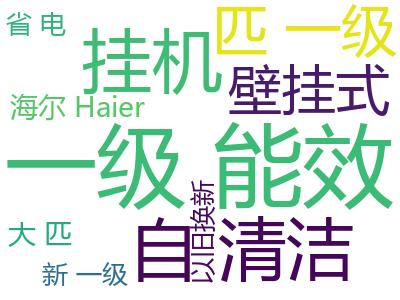 省 电
挂机
匹 一级
壁挂式
海尔 Haier
一级 能效
以旧换新
大 匹
自 清洁
新 一级